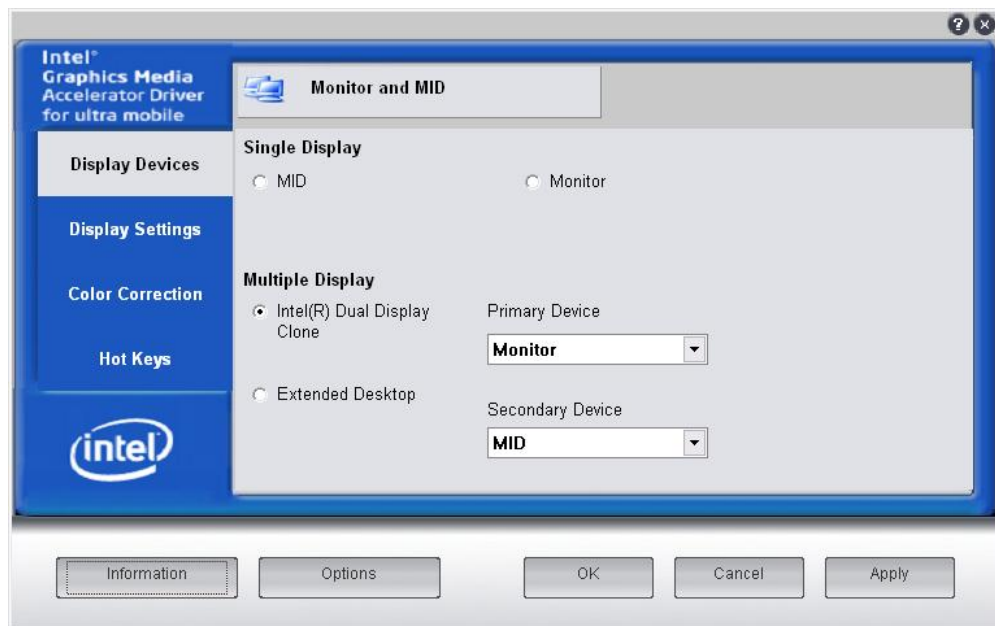 Intel®
Graphics Media
Accelerator Driver
for ultra mobile
Monitor and MID
Display Devices
Display Settings
Color Correction
Hot Keys
intel
Single Display
MID
Monitor
Multiple Display
Intel(R) Dual Display
Clone
Primary Device
Monitor
Extended Desktop
Secondary Device
MID
Information
Options
OK
Cancel
Apply